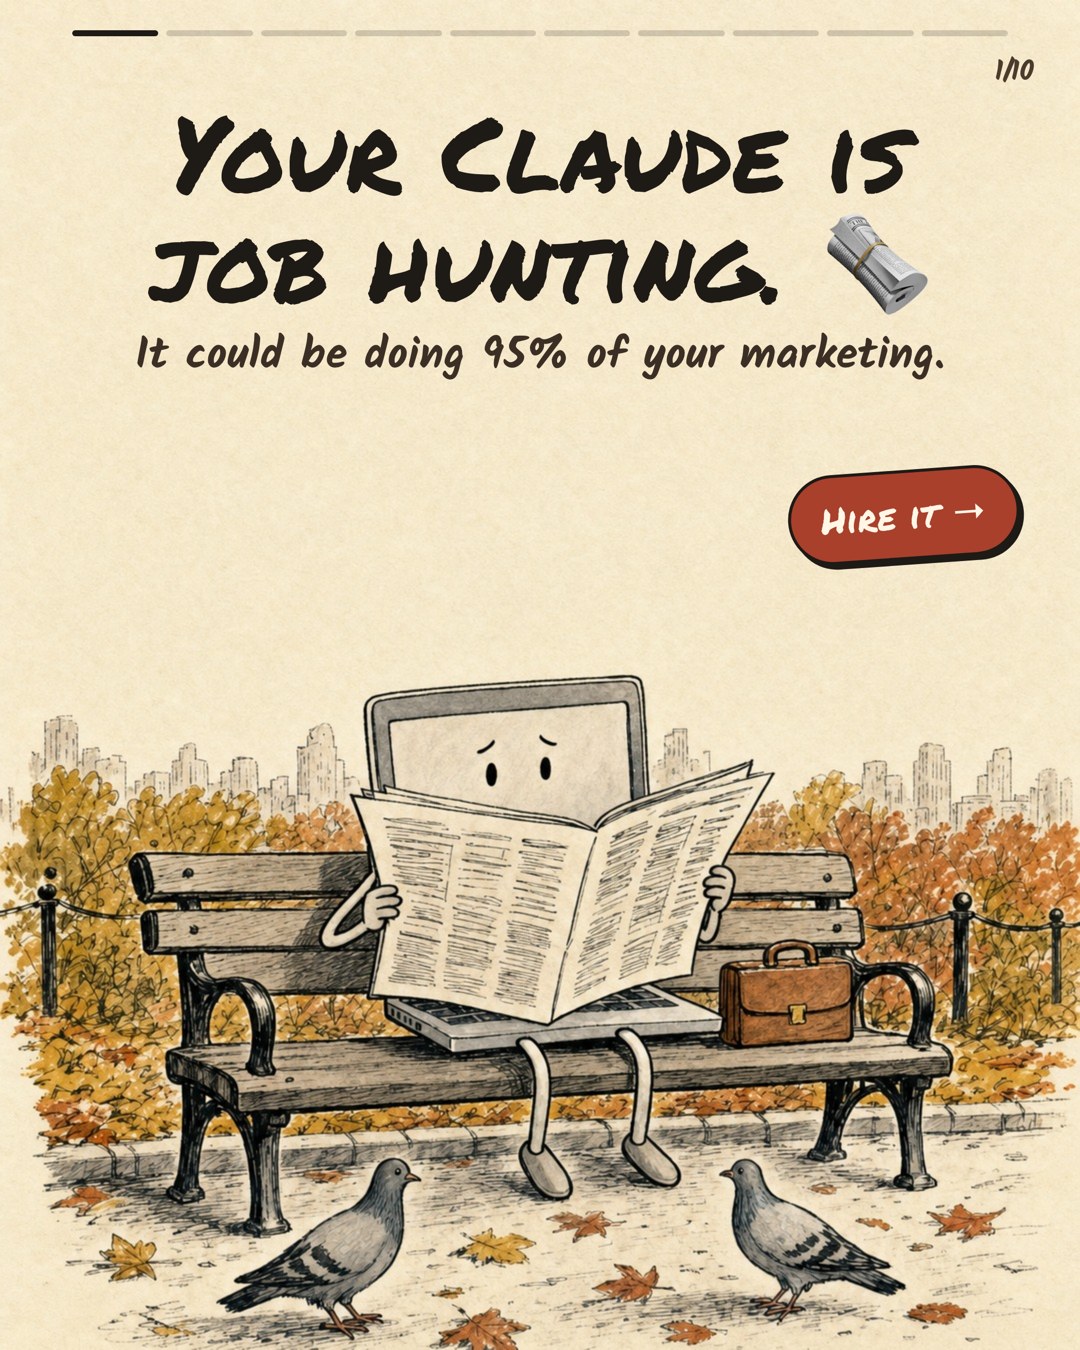 1/10
YOUR CLAUDE IS
JOB HUNTING.
It could be doing 95% of your marketing.
HIRE IT →